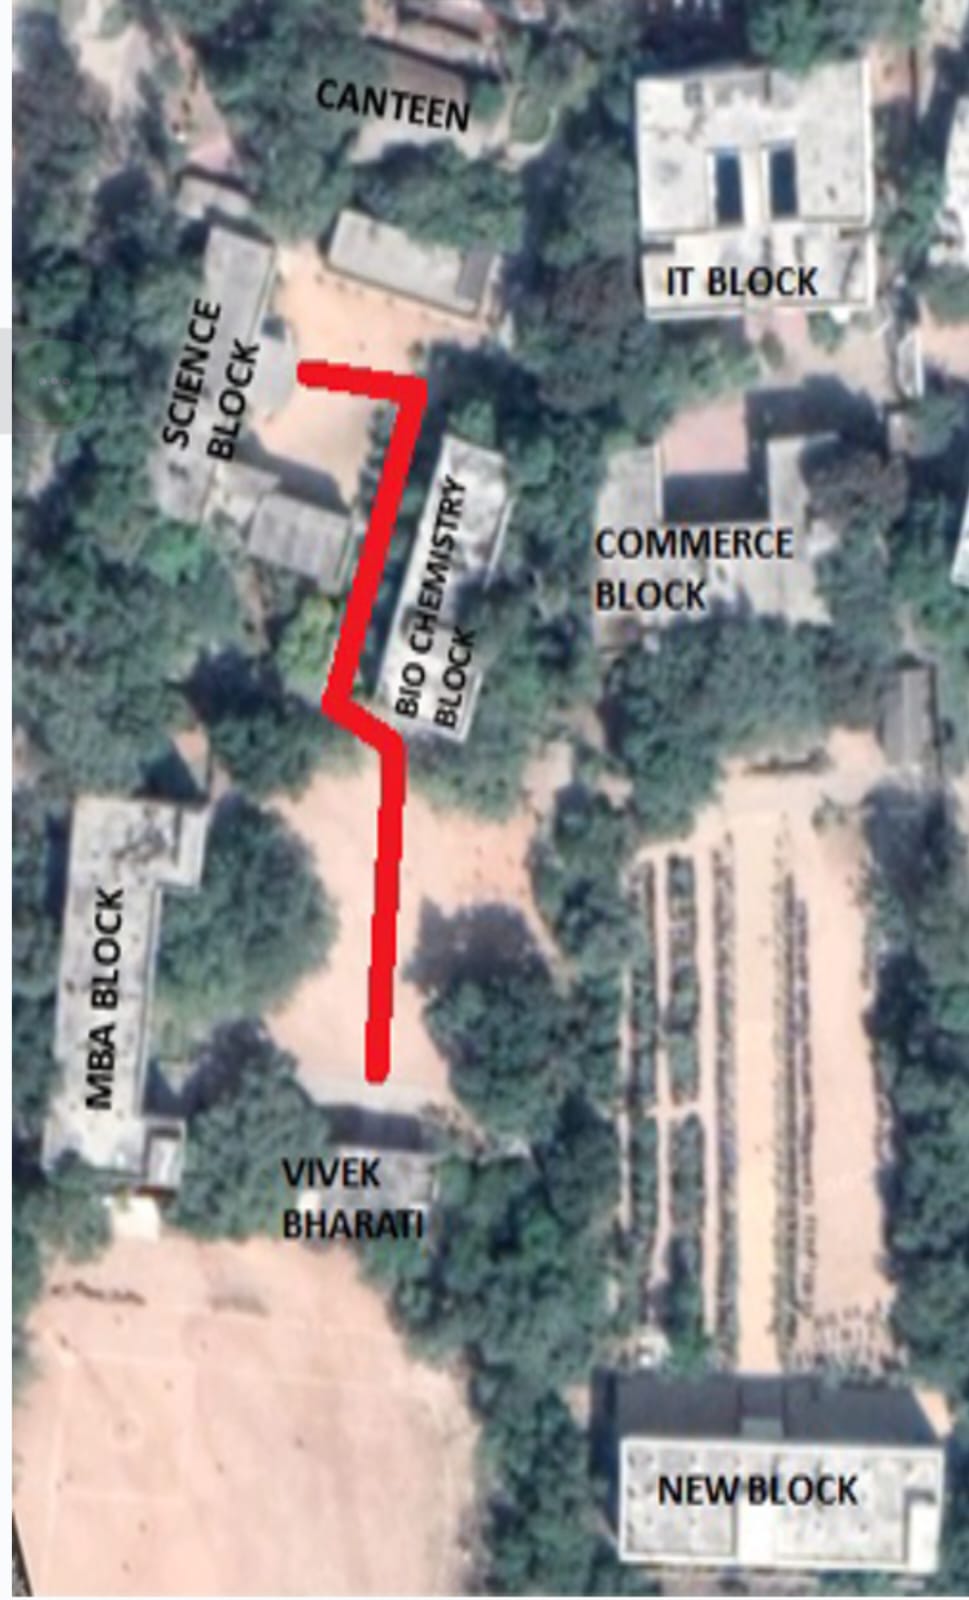 CANTEEN
IT BLOCK
SCIENCE
BLOCK
BIO CHEMISTRY
BLOCK
COMMERCE
BLOCK
MBA BLOCK
VIVEK
BHARATI
NEW BLOCK